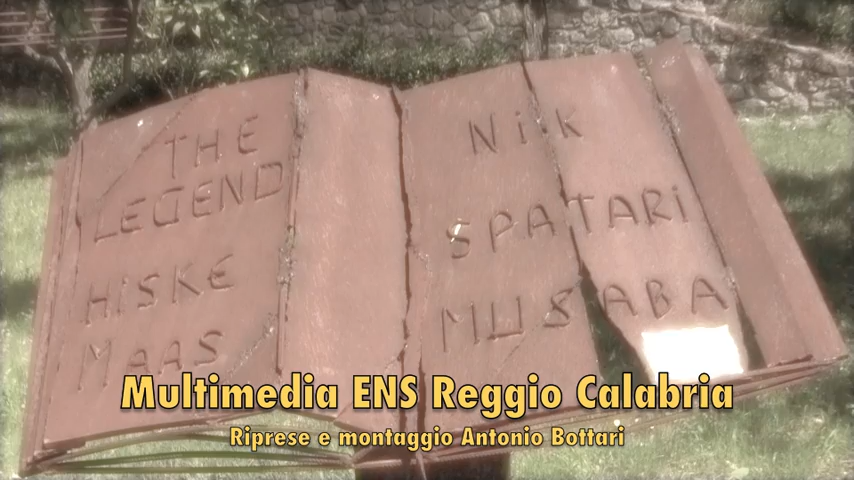 THE
LEGEND
HISKE
MAAS
Nik
SPATARi
MUSABA
Multimedia ENS Reggio Calabria
Riprese e montaggio Antonio Bottari